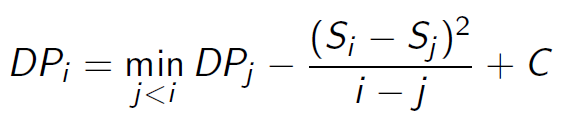 DP_i = min_{j<i} DP_j − \frac{(S_i − S_j)^2}{i − j} + C